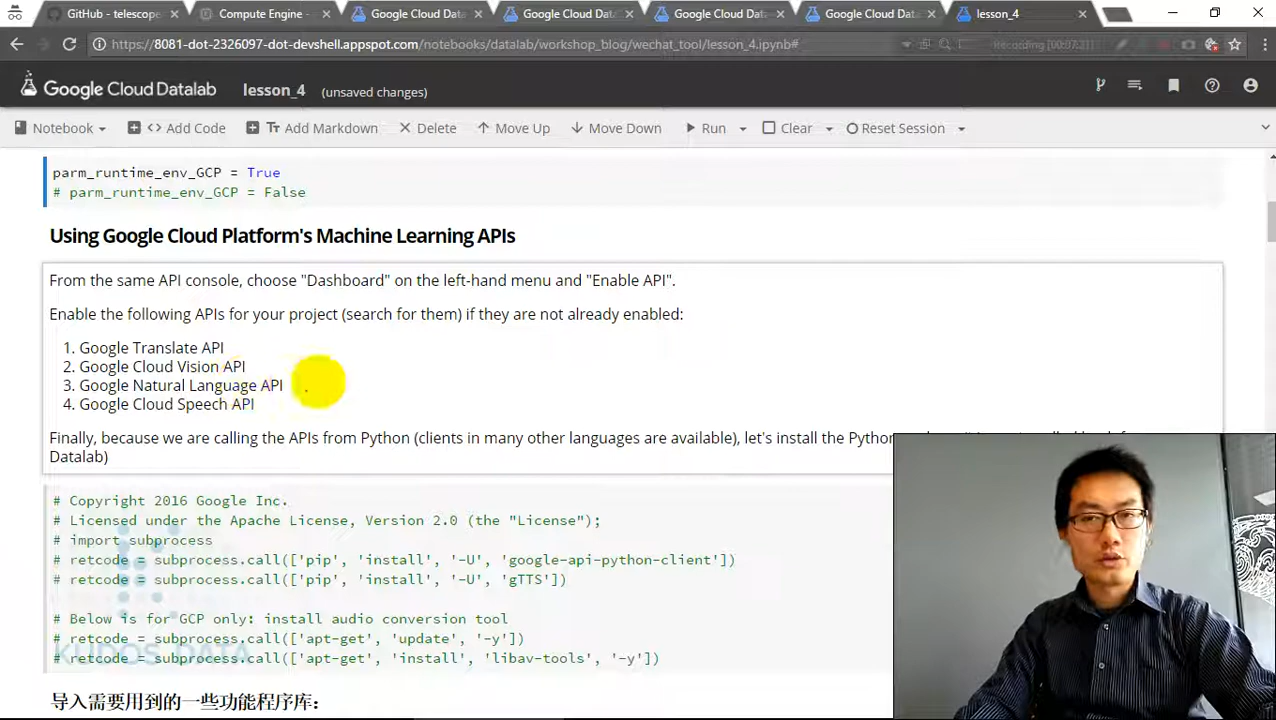 GitHub - telescope
Compute Engine -
Google Cloud Data
Google Cloud Data
Google Cloud Data
Google Cloud Data
lesson_4
https://8081-dot-2326097-dot-devshell.appspot.com/notebooks/datalab/workshop_blog/wechat_tool/lesson_4.ipynb#
Google Cloud Datalab lesson_4 (unsaved changes)
Notebook <> Add Code Tт Add Markdown Delete Move Up Move Down Run Clear Reset Session
parm_runtime_env_GCP = True
# parm_runtime_env_GCP = False
Using Google Cloud Platform's Machine Learning APIs
From the same API console, choose "Dashboard" on the left-hand menu and "Enable API".
Enable the following APIs for your project (search for them) if they are not already enabled:
1. Google Translate API
2. Google Cloud Vision API
3. Google Natural Language API
4. Google Cloud Speech API
Finally, because we are calling the APIs from Python (clients in many other languages are available), let's install the Python
Datalab)
# Copyright 2016 Google Inc.
# Licensed under the Apache License, Version 2.0 (the "License");
# import subprocess
# retcode = subprocess.call(['pip', 'install', '-U', 'google-api-python-client'])
# retcode = subprocess.call(['pip', 'install', '-U', 'gTTS'])
# Below is for GCP only: install audio conversion tool
# retcode = subprocess.call(['apt-get', 'update', '-y'])
# retcode = subprocess.call(['apt-get', 'install', 'libav-tools', '-y'])
KUDOS DATA
导入需要用到的一些功能程序库：